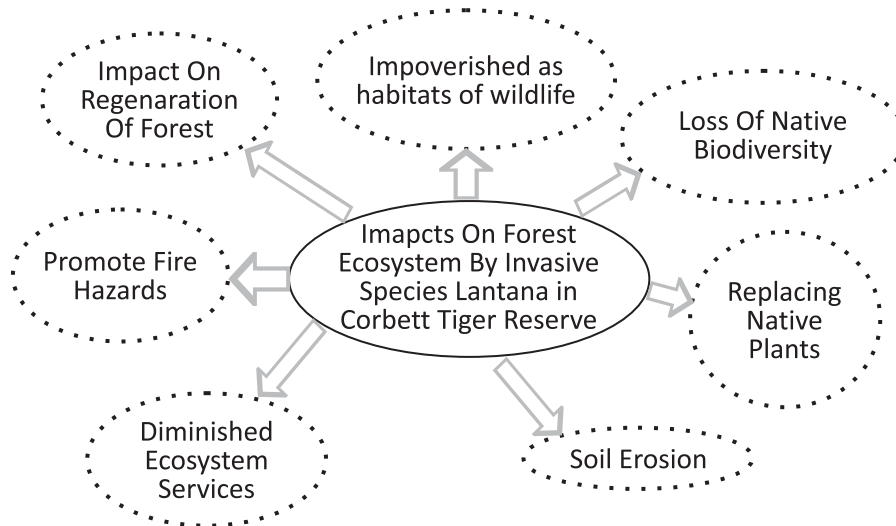 Impact On
Regenaration
Of Forest
Impoverished as
habitats of wildlife
Loss Of Native
Biodiversity
Imapcts On Forest
Ecosystem By Invasive
Species Lantana in
Corbett Tiger Reserve
Promote Fire
Hazards
Replacing
Native
Plants
Diminished
Ecosystem
Services
Soil Erosion